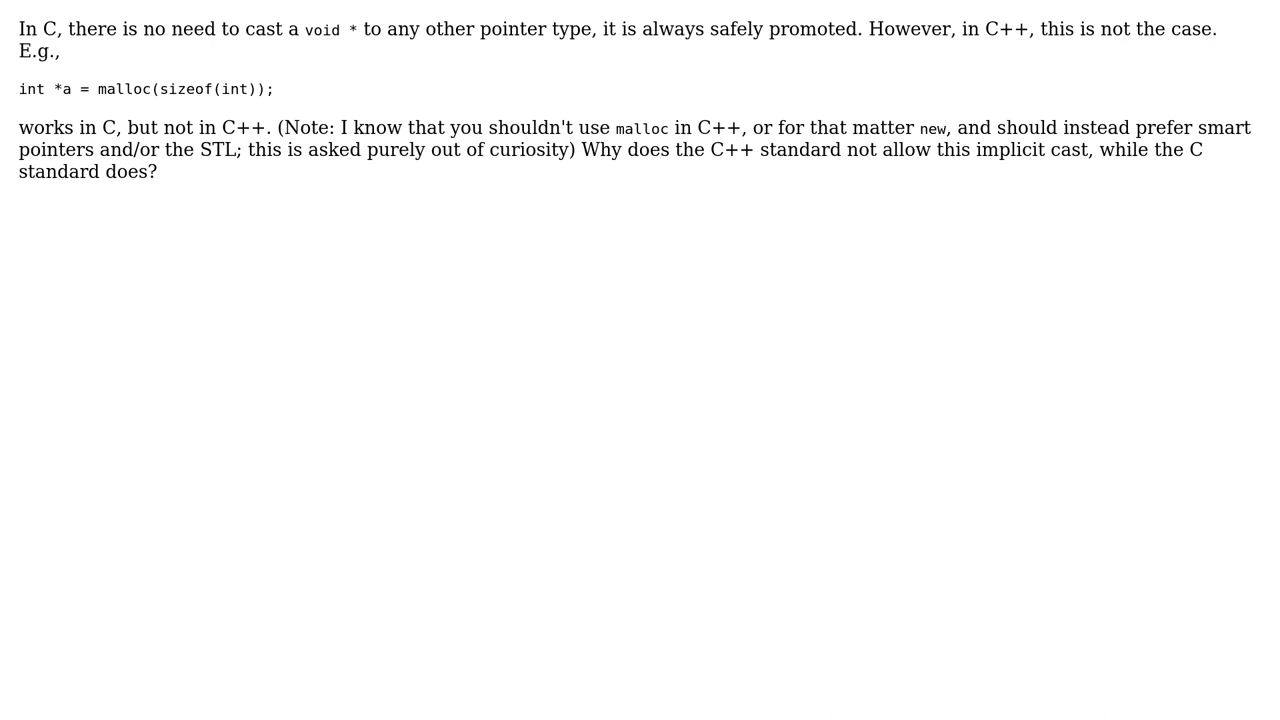 In C, there is no need to cast a void * to any other pointer type, it is always safely promoted. However, in C++, this is not the case.
E.g.,
int *a = malloc(sizeof(int));
works in C, but not in C++. (Note: I know that you shouldn't use malloc in C++, or for that matter new, and should instead prefer smart
pointers and/or the STL; this is asked purely out of curiosity) Why does the C++ standard not allow this implicit cast, while the C
standard does?